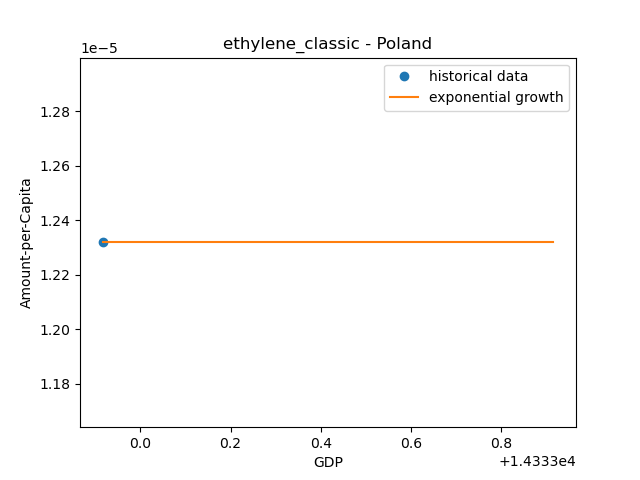 ethylene_classic - Poland
1e−5
historical data
exponential growth
1.28
1.26
1.24
1.22
1.20
1.18
Amount-per-Capita
0.0 0.2 0.4 0.6 0.8
GDP
+1.4333e4